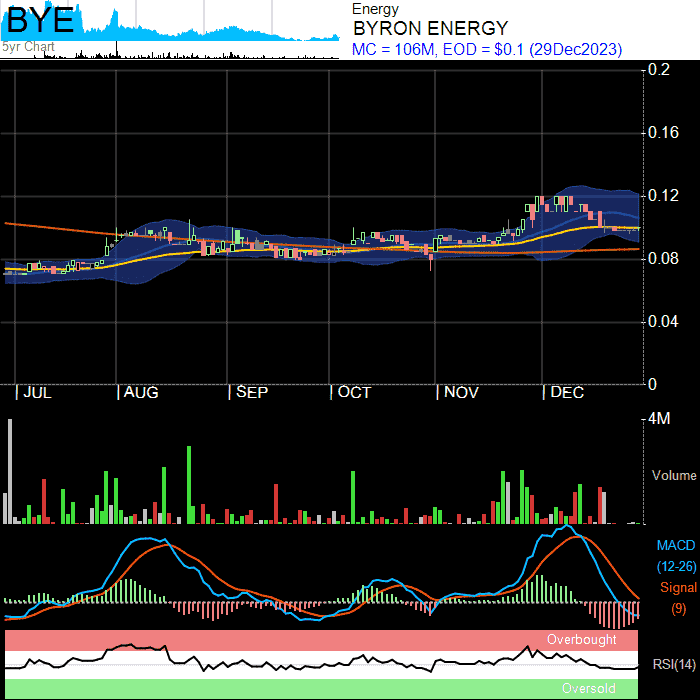 BYE
5yr Chart
Energy
BYRON ENERGY
MC = 106M, EOD = $0.1 (29Dec2023)
0.2
0.16
0.12
0.08
0.04
0
JUL AUG SEP OCT NOV DEC
4M
Volume
MACD
(12-26)
Signal
(9)
Overbought
RSI(14)
Oversold